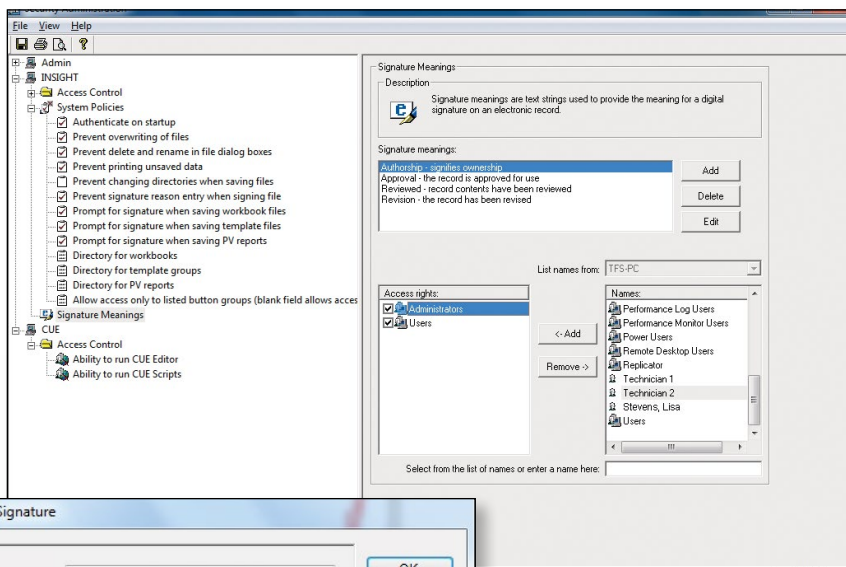 File View Help
Admin
INSIGHT
Access Control
System Policies
Authenticate on startup
Prevent overwriting of files
Prevent delete and rename in file dialog boxes
Prevent printing unsaved data
Prevent changing directories when saving files
Prevent signature reason entry when signing file
Prompt for signature when saving workbook files
Prompt for signature when saving template files
Prompt for signature when saving PV reports
Directory for workbooks
Directory for template groups
Directory for PV reports
Allow access only to listed button groups (blank field allows acces
Signature Meanings
CUE
Access Control
Ability to run CUE Editor
Ability to run CUE Scripts
Signature Meanings
Description
Signature meanings are text strings used to provide the meaning for a digital
signature on an electronic record.
Signature meanings:
Authorship - signifies ownership
Approval - the record is approved for use
Reviewed - record contents have been reviewed
Revision - the record has been revised
Add
Delete
Edit
List names from: TFS-PC
Access rights:
Administrators
Users
<- Add
Remove ->
Names:
Performance Log Users
Performance Monitor Users
Power Users
Remote Desktop Users
Replicator
Technician 1
Technician 2
Stevens, Lisa
Users
Select from the list of names or enter a name here:
Signature